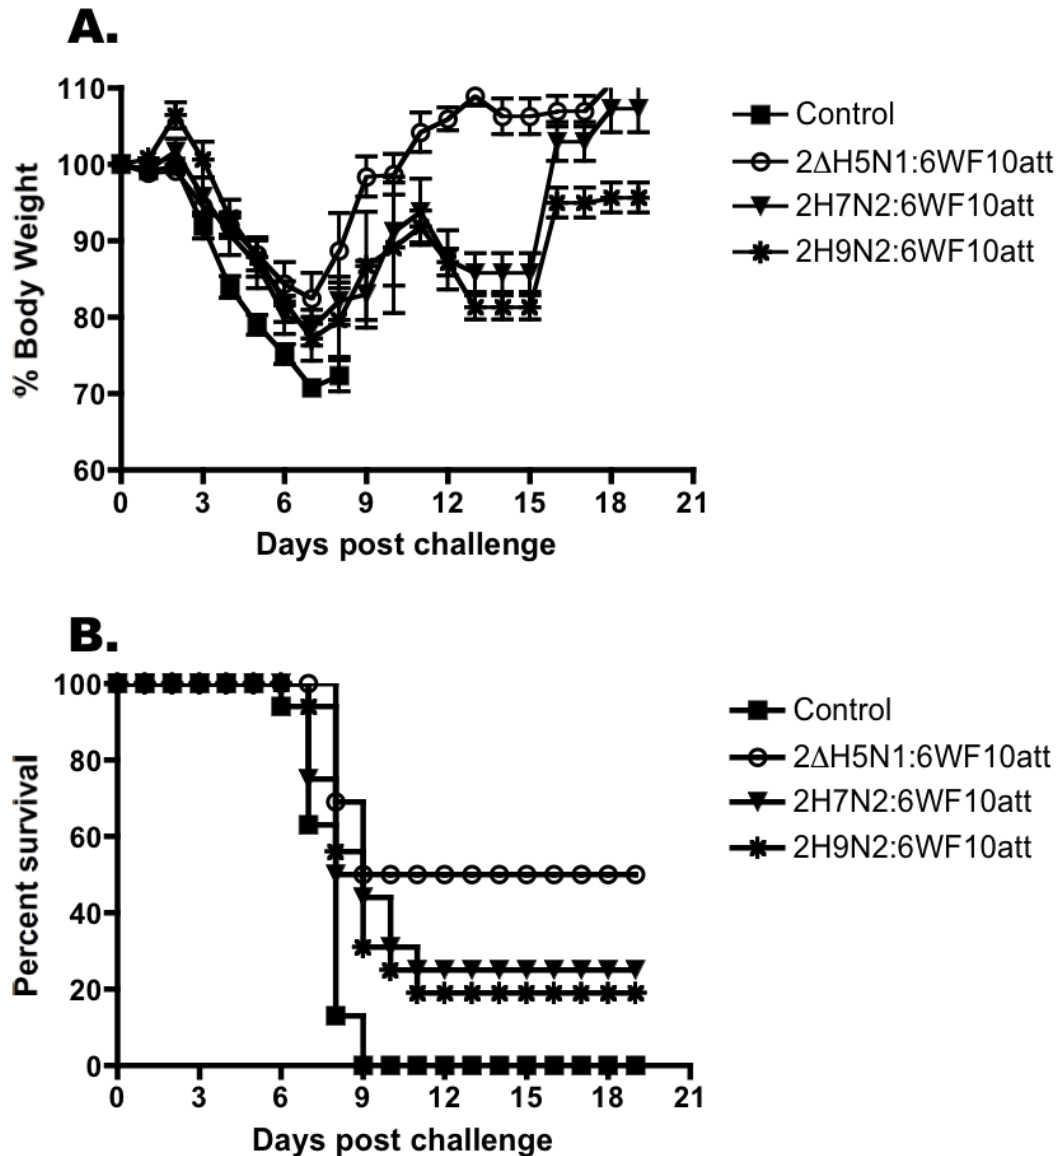 A.
110
100
90
80
70
60
% Body Weight
0 3 6 9 12 15 18 21
Days post challenge
Control
2ΔH5N1:6WF10att
2H7N2:6WF10att
2H9N2:6WF10att
B.
100
80
60
40
20
0
Percent survival
0 3 6 9 12 15 18 21
Days post challenge
Control
2ΔH5N1:6WF10att
2H7N2:6WF10att
2H9N2:6WF10att